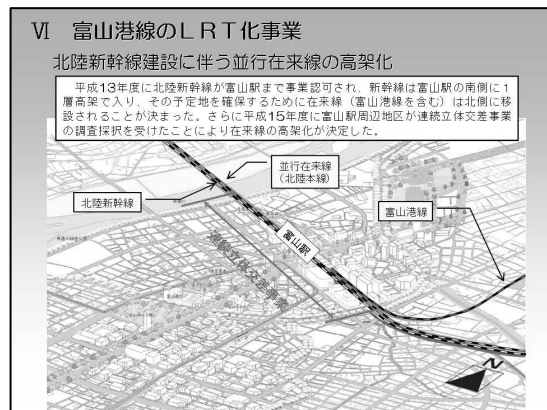 Ⅵ 富山港線のLRT化事業
北陸新幹線建設に伴う並行在来線の高架化
平成13年度に北陸新幹線が富山駅まで事業認可され、新幹線は富山駅の南側に1
層高架で入り、その予定地を確保するために在来線（富山港線を含む）は北側に移
設されることが決まった。さらに平成15年度に富山駅周辺地区が連続立体交差事業
の調査採択を受けたことにより在来線の高架化が決定した。
並行在来線
（北陸本線）
北陸新幹線
富山港線
富山駅
連続立体交差事業
N